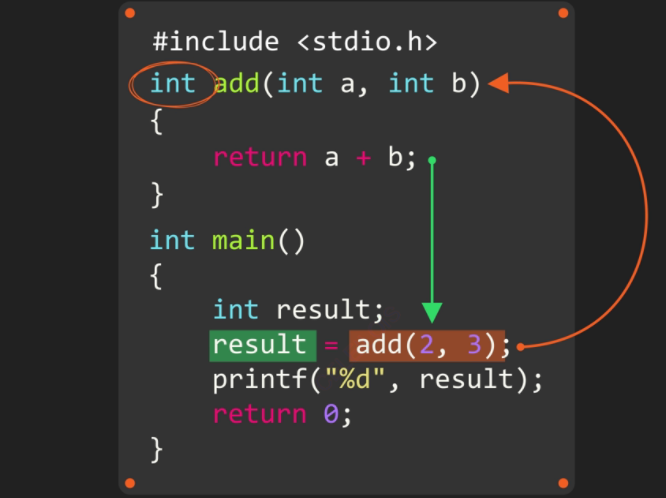 #include <stdio.h>
int add(int a, int b)
{
return a + b;
}
int main()
{
int result;
result = add(2, 3);
printf("%d", result);
return 0;
}